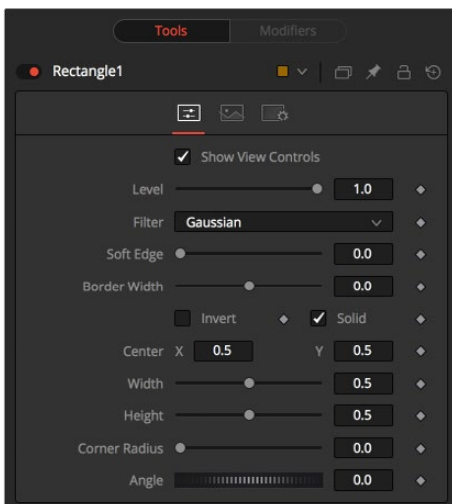 Tools Modifiers
Rectangle1
Show View Controls
Level 1.0
Filter Gaussian
Soft Edge 0.0
Border Width 0.0
Invert Solid
Center X 0.5 Y 0.5
Width 0.5
Height 0.5
Corner Radius 0.0
Angle 0.0